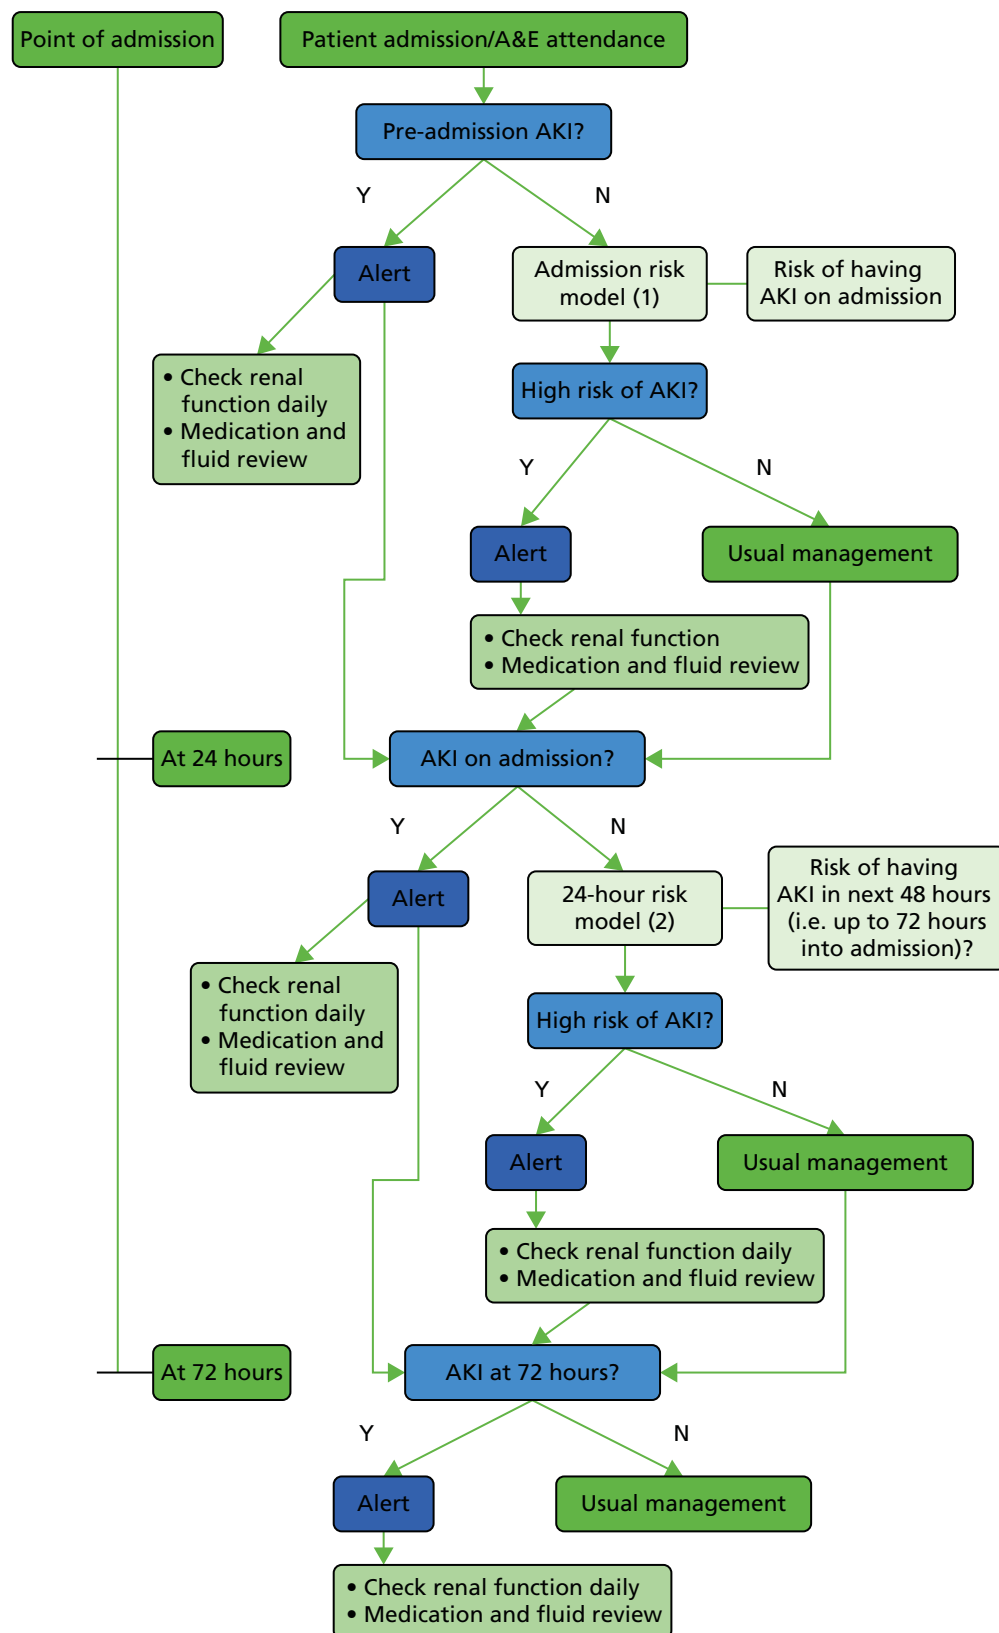 Point of admission
Patient admission/A&E attendance
Pre-admission AKI?
Y
N
Alert
Admission risk
model (1)
Risk of having
AKI on admission
• Check renal
function daily
• Medication and
fluid review
High risk of AKI?
Y
N
Alert
Usual management
• Check renal function
• Medication and fluid review
At 24 hours
AKI on admission?
Y
N
Alert
24-hour risk
model (2)
Risk of having
AKI in next 48 hours
(i.e. up to 72 hours
into admission)?
• Check renal
function daily
• Medication and
fluid review
High risk of AKI?
Y
N
Alert
Usual management
• Check renal function daily
• Medication and fluid review
At 72 hours
AKI at 72 hours?
Y
N
Alert
Usual management
• Check renal function daily
• Medication and fluid review